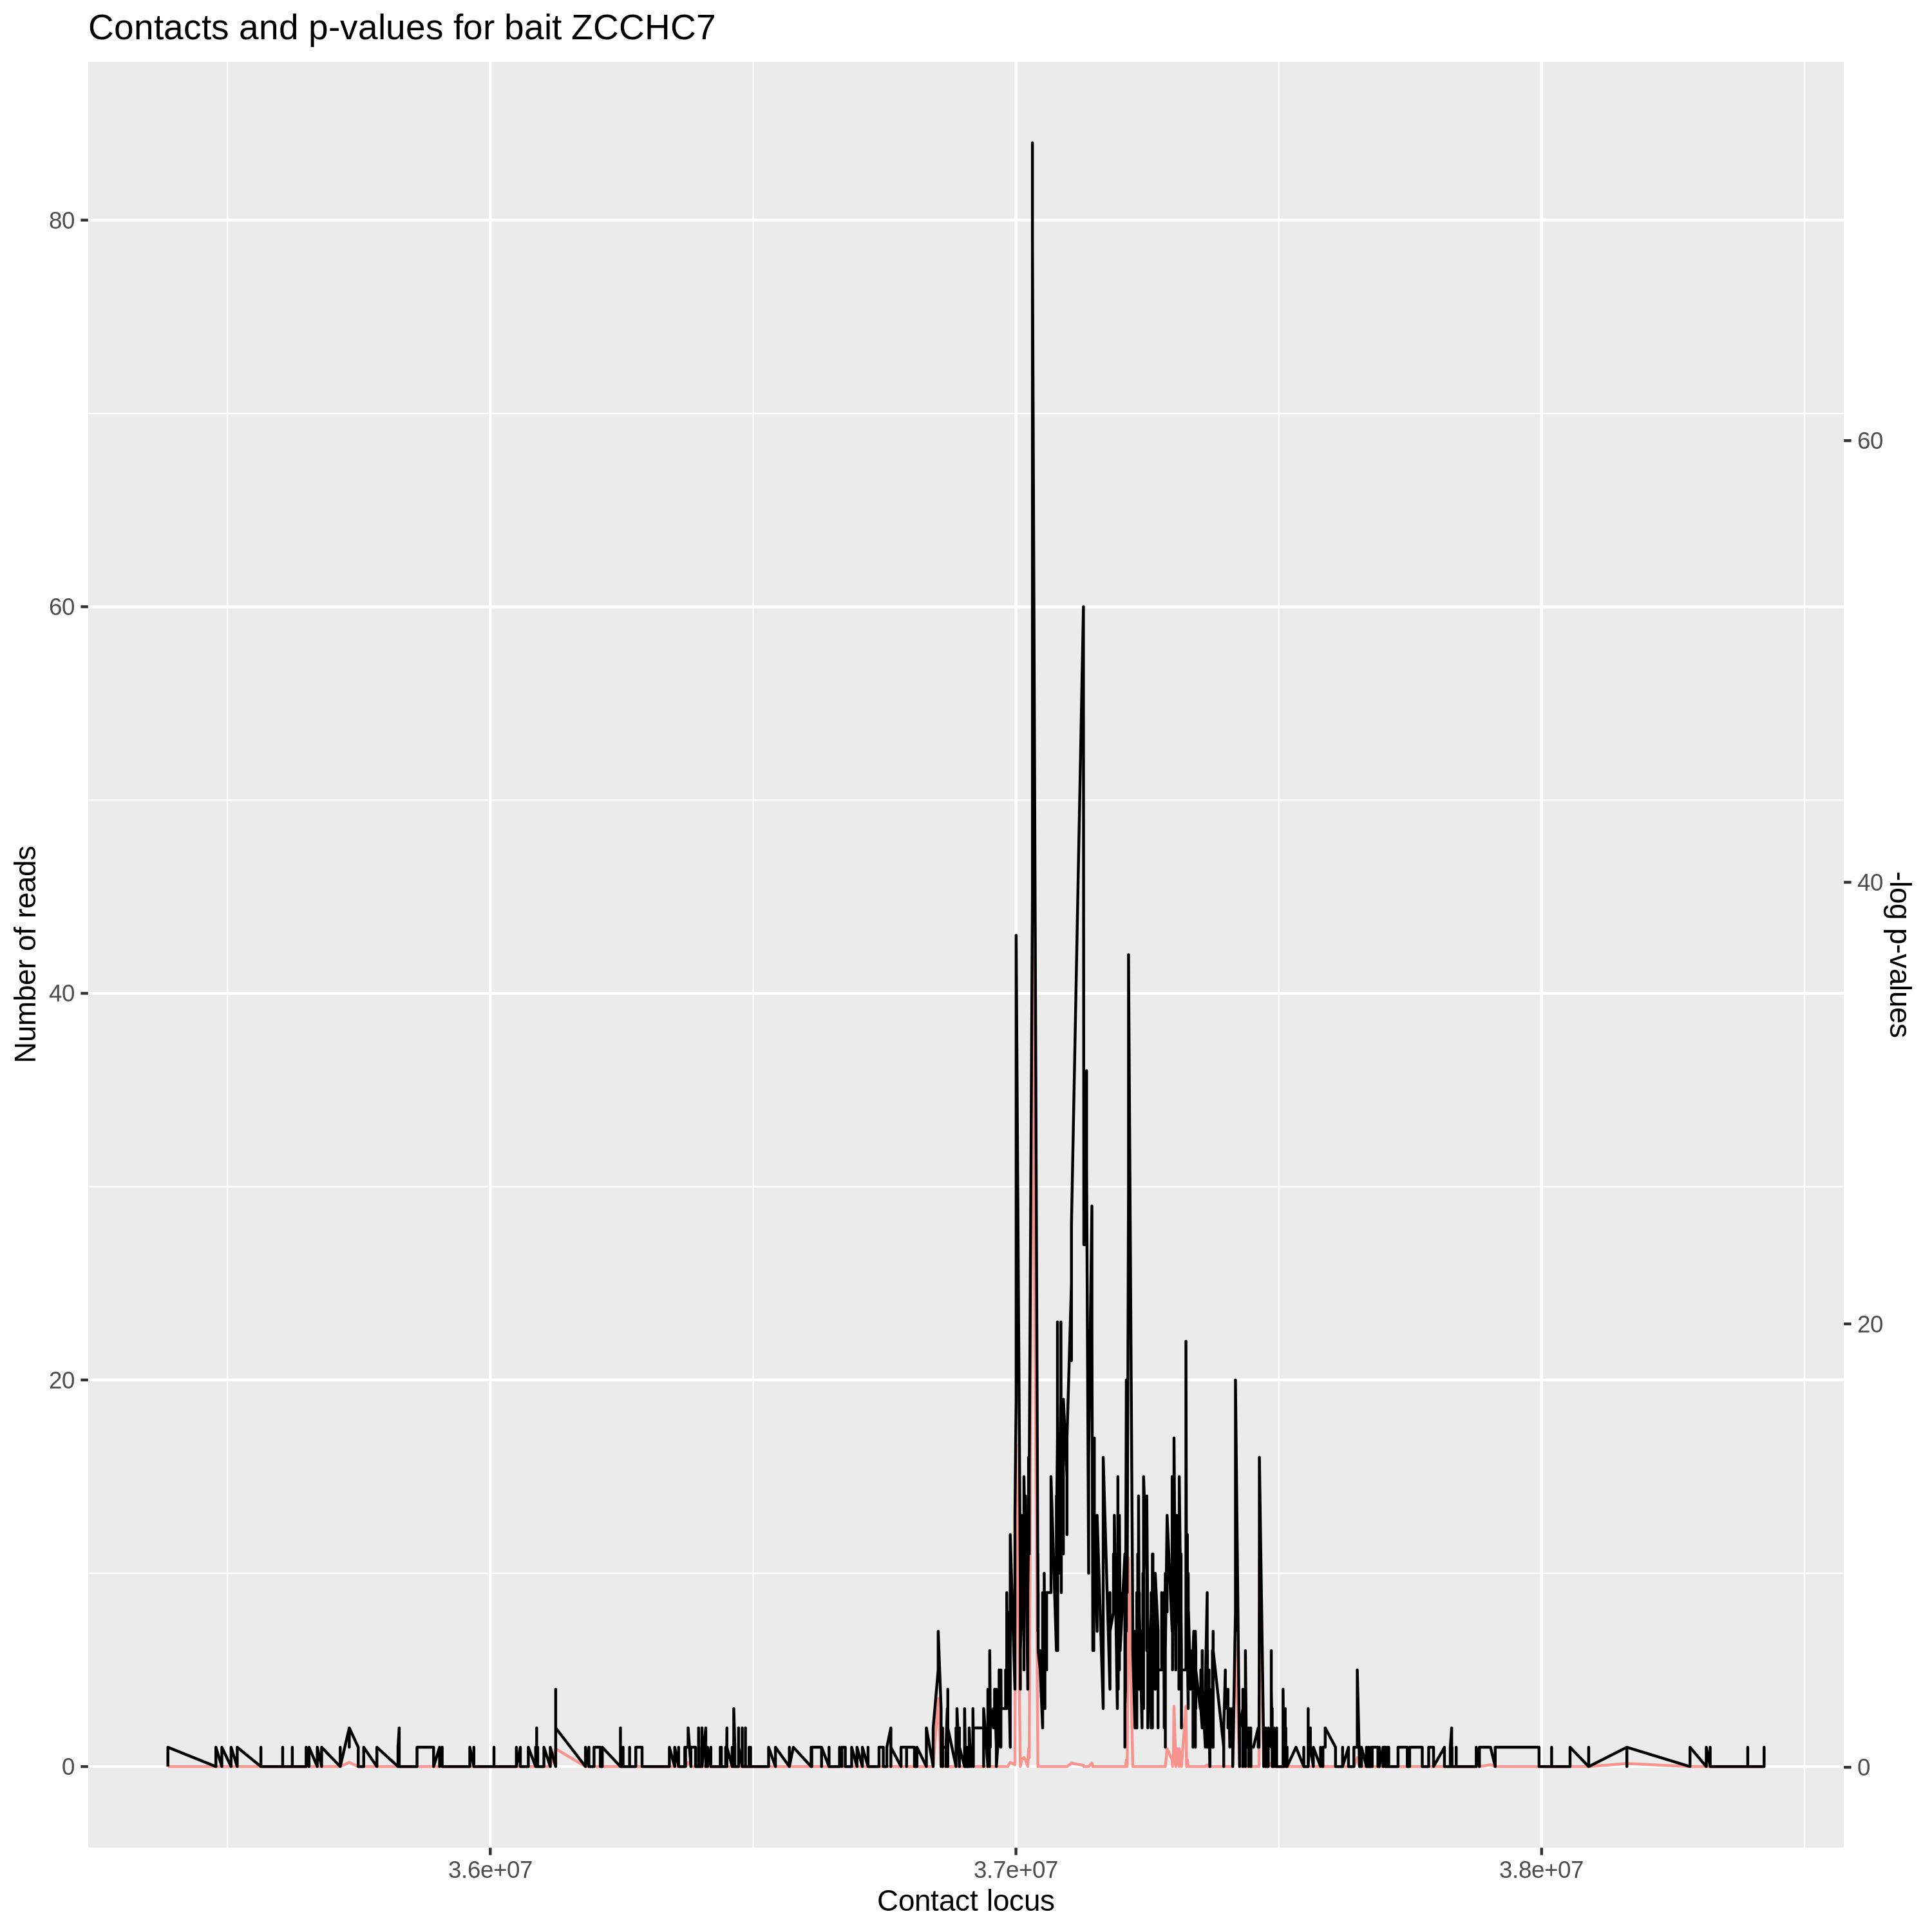 Contacts and p-values for bait ZCCHC7
80
60
40
20
0
Number of reads
60
40
20
0
-log p-values
3.6e+07
3.7e+07
3.8e+07
Contact locus